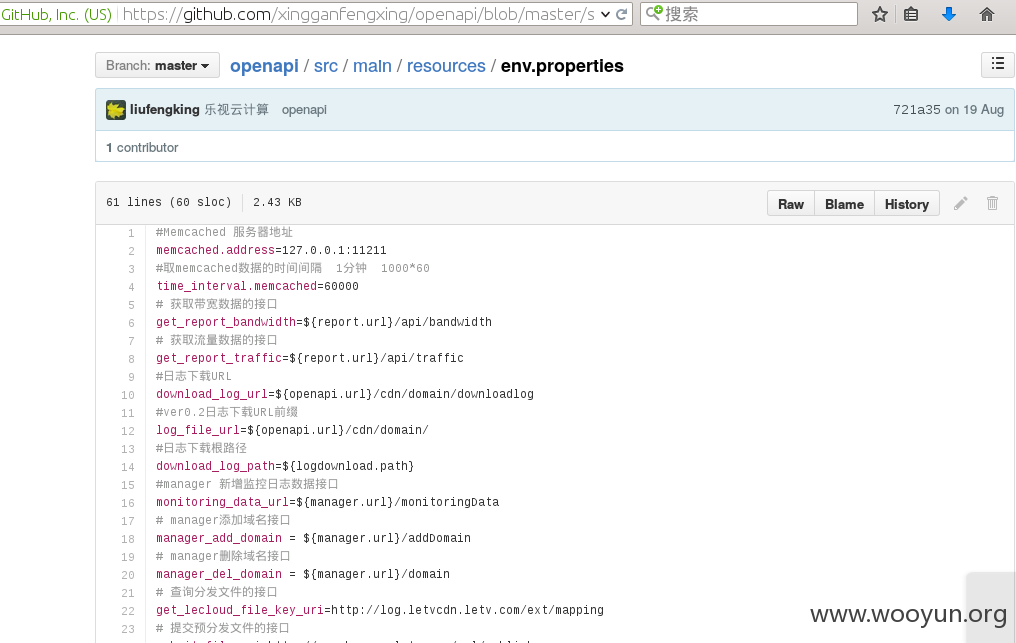 GitHub, Inc. (US) https://github.com/xingganfengxing/openapi/blob/master/s 搜索
Branch: master openapi / src / main / resources / env.properties
liufengking 乐视云计算 openapi 721a35 on 19 Aug
1 contributor
61 lines (60 sloc) 2.43 KB Raw Blame History
1 #Memcached 服务器地址
2 memcached.address=127.0.0.1:11211
3 #取memcached数据的时间间隔 1分钟 1000*60
4 time_interval.memcached=60000
5 # 获取带宽数据的接口
6 get_report_bandwidth=${report.url}/api/bandwidth
7 # 获取流量数据的接口
8 get_report_traffic=${report.url}/api/traffic
9 #日志下载URL
10 download_log_url=${openapi.url}/cdn/domain/downloadlog
11 #ver0.2日志下载URL前缀
12 log_file_url=${openapi.url}/cdn/domain/
13 #日志下载根路径
14 download_log_path=${logdownload.path}
15 #manager 新增监控日志数据接口
16 monitoring_data_url=${manager.url}/monitoringData
17 # manager添加域名接口
18 manager_add_domain = ${manager.url}/addDomain
19 # manager删除域名接口
20 manager_del_domain = ${manager.url}/domain
21 # 查询分发文件的接口
22 get_lecloud_file_key_uri=http://log.letvcdn.letv.com/ext/mapping
23 # 提交预分发文件的接口
www.wooyun.org